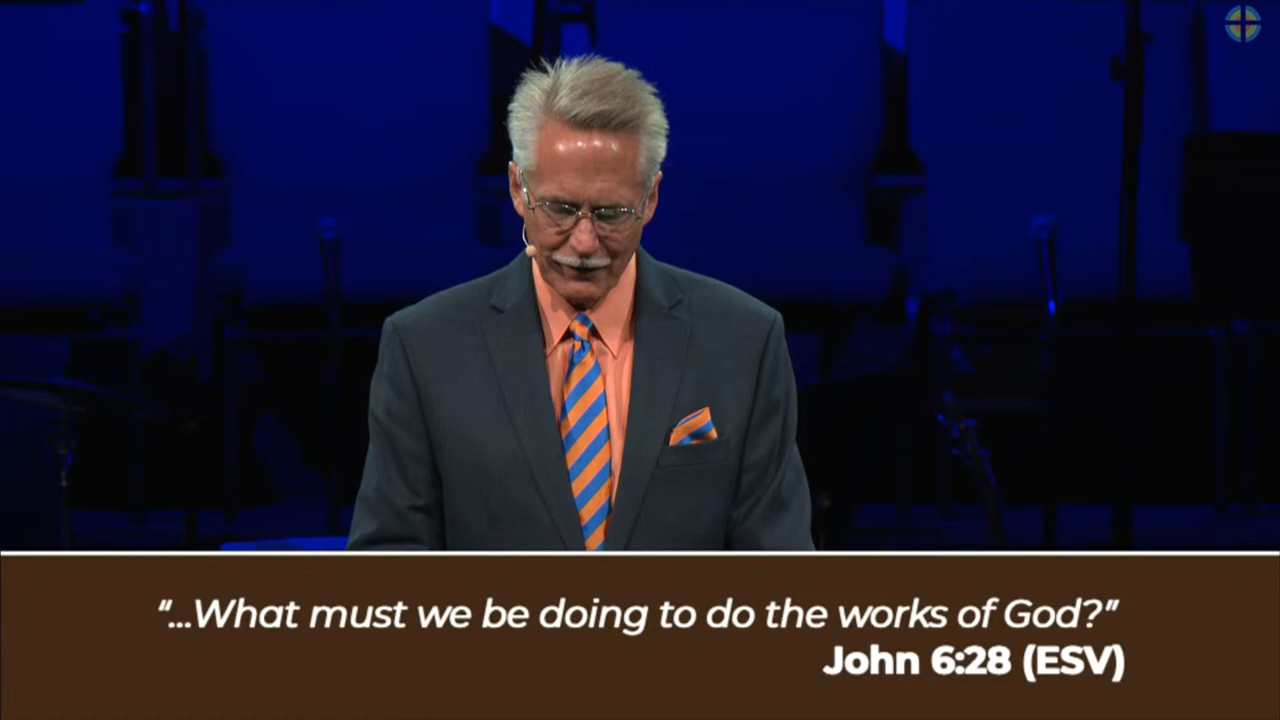 “...What must we be doing to do the works of God?”
John 6:28 (ESV)